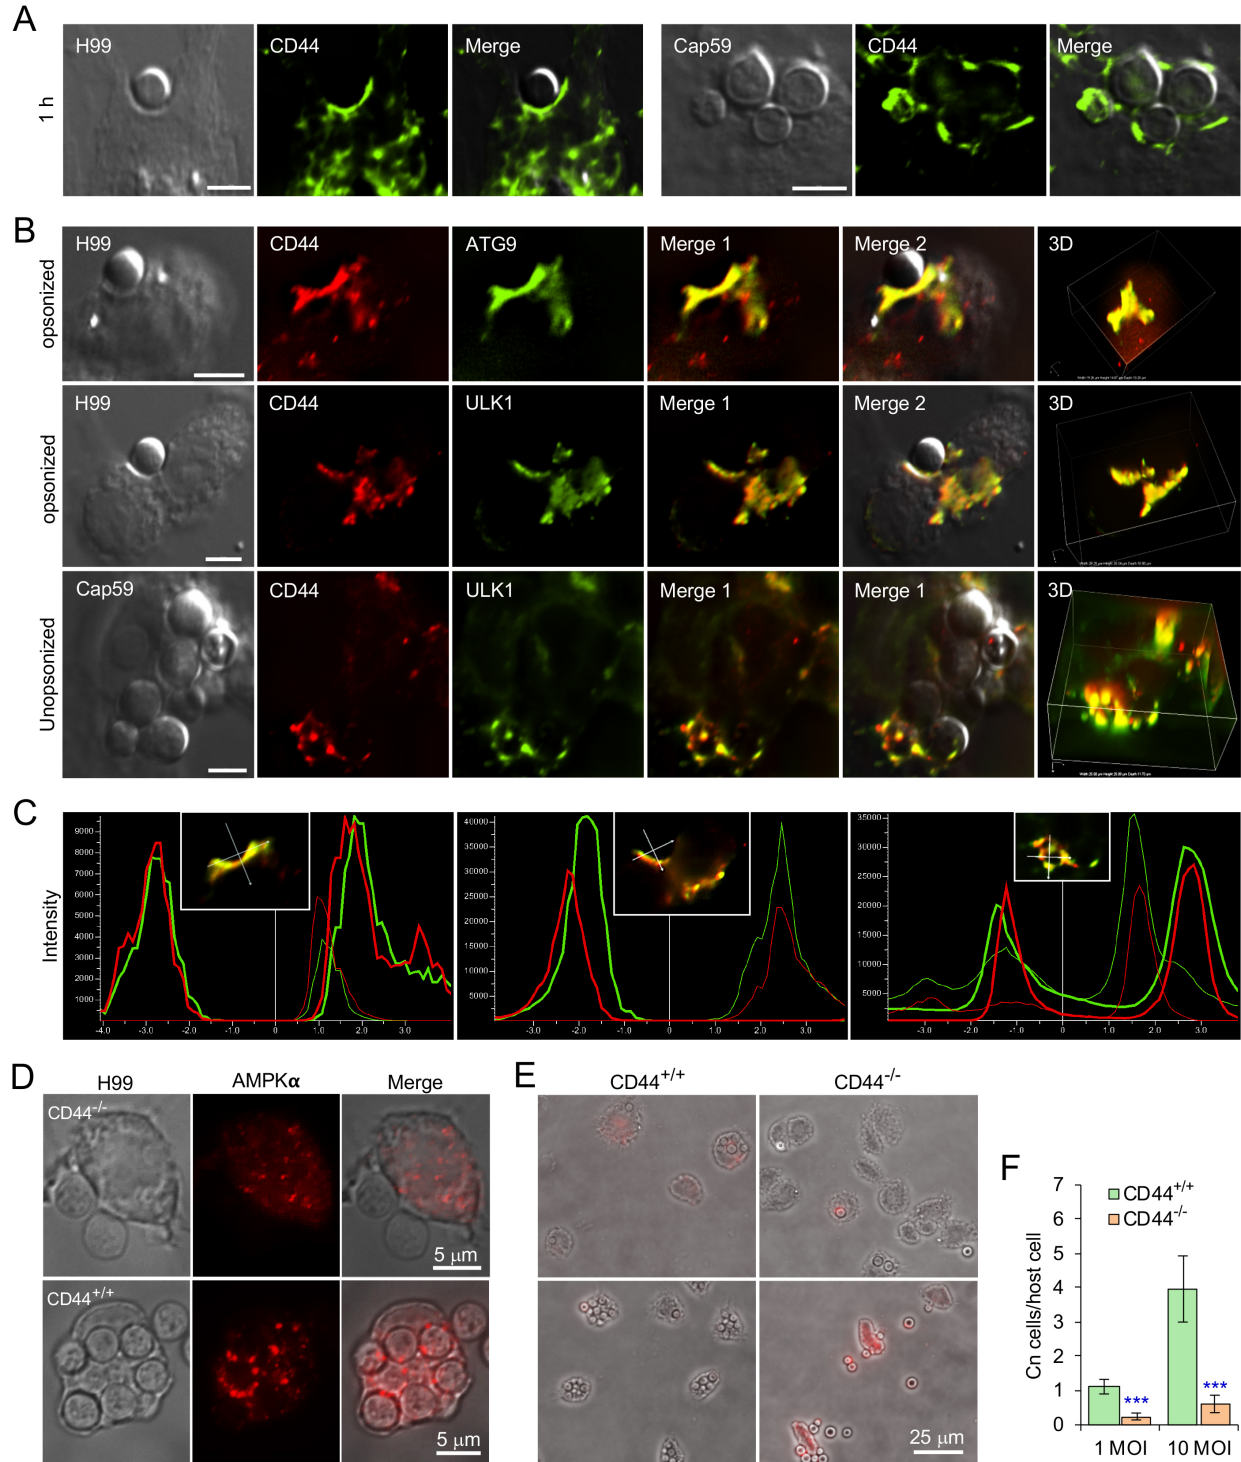 A
H99
CD44
Merge
Cap59
CD44
Merge
1 h
B
H99
CD44
ATG9
Merge 1
Merge 2
3D
opsonized
H99
CD44
ULK1
Merge 1
Merge 2
3D
opsonized
Cap59
CD44
ULK1
Merge 1
Merge 1
3D
Unopsonized
C
Intensity
9000
8000
7000
6000
5000
4000
3000
2000
1000
-4.0 -3.0 -2.0 -1.0 0 1.0 2.0 3.0
40000
35000
30000
25000
20000
15000
10000
5000
-3.0 -2.0 -1.0 0 1.0 2.0 3.0
35000
30000
25000
20000
15000
10000
5000
-3.0 -2.0 -1.0 0 1.0 2.0 3.0
D
H99
AMPKα
Merge
CD44-/-
5 µm
CD44+/+
5 µm
E
CD44+/+
CD44-/-
25 µm
F
Cn cells/host cell
7
6
5
4
3
2
1
0
CD44+/+
CD44-/-
***
***
1 MOI
10 MOI